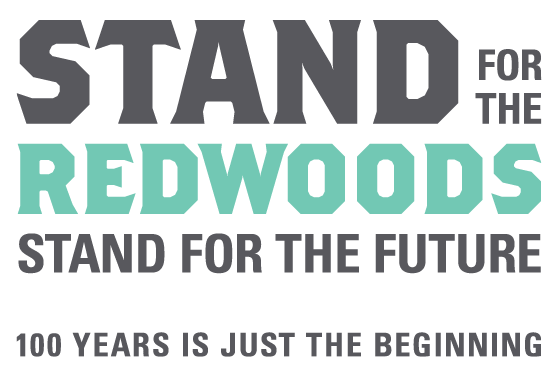 STAND FOR THE
REDWOODS
STAND FOR THE FUTURE
100 YEARS IS JUST THE BEGINNING